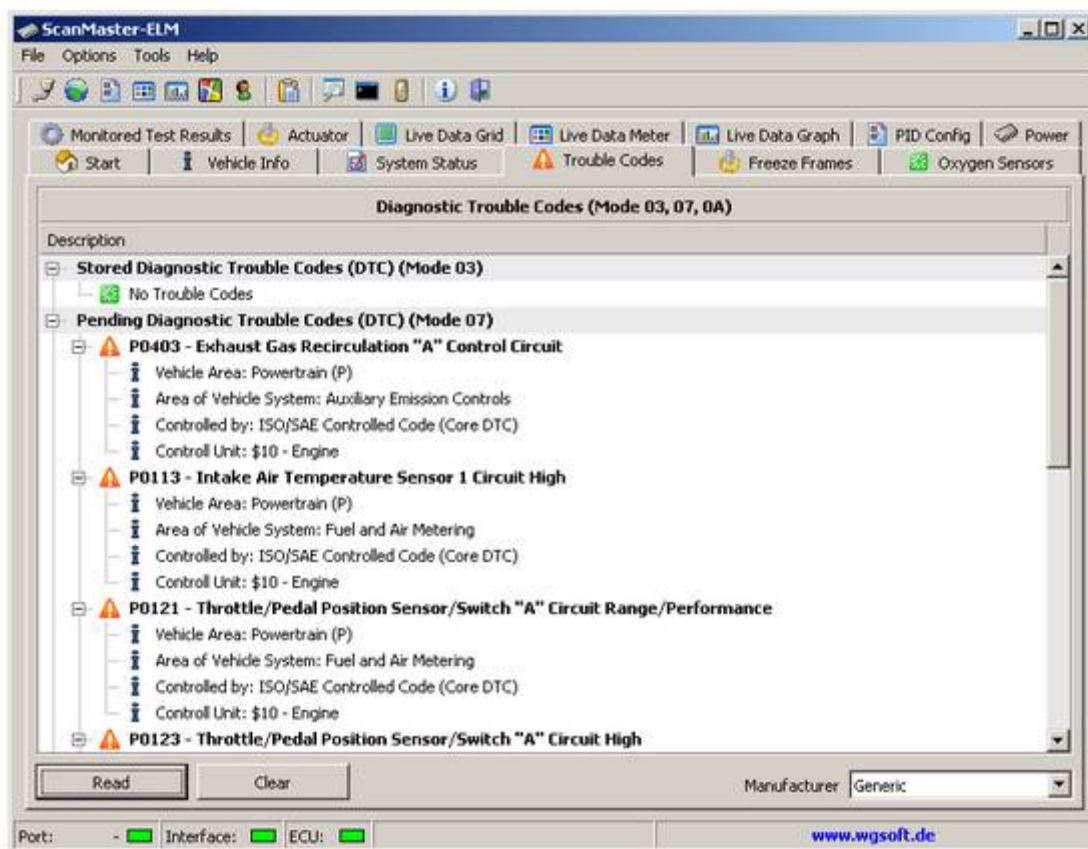 ScanMaster-ELM
File Options Tools Help
Monitored Test Results Actuator Live Data Grid Live Data Meter Live Data Graph PID Config Power
Start Vehicle Info System Status Trouble Codes Freeze Frames Oxygen Sensors
Diagnostic Trouble Codes (Mode 03, 07, 0A)
Description
Stored Diagnostic Trouble Codes (DTC) (Mode 03)
No Trouble Codes
Pending Diagnostic Trouble Codes (DTC) (Mode 07)
P0403 - Exhaust Gas Recirculation "A" Control Circuit
Vehicle Area: Powertrain (P)
Area of Vehicle System: Auxiliary Emission Controls
Controlled by: ISO/SAE Controlled Code (Core DTC)
Controll Unit: $10 - Engine
P0113 - Intake Air Temperature Sensor 1 Circuit High
Vehicle Area: Powertrain (P)
Area of Vehicle System: Fuel and Air Metering
Controlled by: ISO/SAE Controlled Code (Core DTC)
Controll Unit: $10 - Engine
P0121 - Throttle/Pedal Position Sensor/Switch "A" Circuit Range/Performance
Vehicle Area: Powertrain (P)
Area of Vehicle System: Fuel and Air Metering
Controlled by: ISO/SAE Controlled Code (Core DTC)
Controll Unit: $10 - Engine
P0123 - Throttle/Pedal Position Sensor/Switch "A" Circuit High
Read Clear Manufacturer Generic
Port: - Interface: ECU: www.wgsoft.de